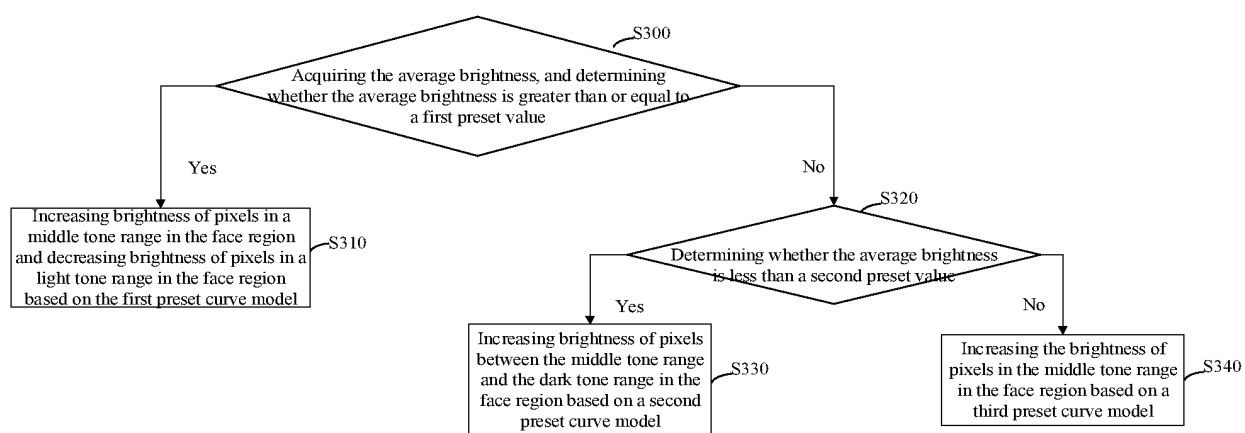 S300
Acquiring the average brightness, and determining
whether the average brightness is greater than or equal to
a first preset value
Yes
No
Increasing brightness of pixels in a
middle tone range in the face region
and decreasing brightness of pixels in a
light tone range in the face region
based on the first preset curve model
S310
S320
Determining whether the average brightness
is less than a second preset value
Yes
No
Increasing brightness of pixels
between the middle tone range
and the dark tone range in the
face region based on a second
preset curve model
S330
Increasing the brightness of
pixels in the middle tone range
in the face region based on a
third preset curve model
S340